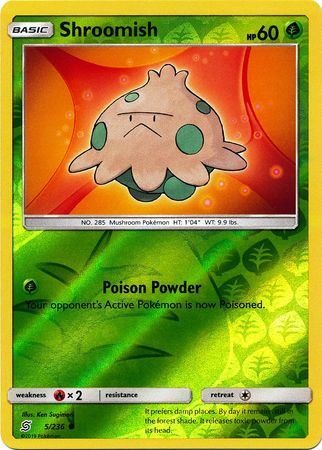 BASIC
Shroomish
HP60
NO. 285 Mushroom Pokémon HT: 1'04" WT: 9.9 lbs.
Poison Powder
Your opponent's Active Pokémon is now Poisoned.
weakness ×2 resistance retreat
Illus. Ken Sugimori
5/236
©2019 Pokémon
It prefers damp places. By day it remains still in
the forest shade. It releases toxic powder from
its head.